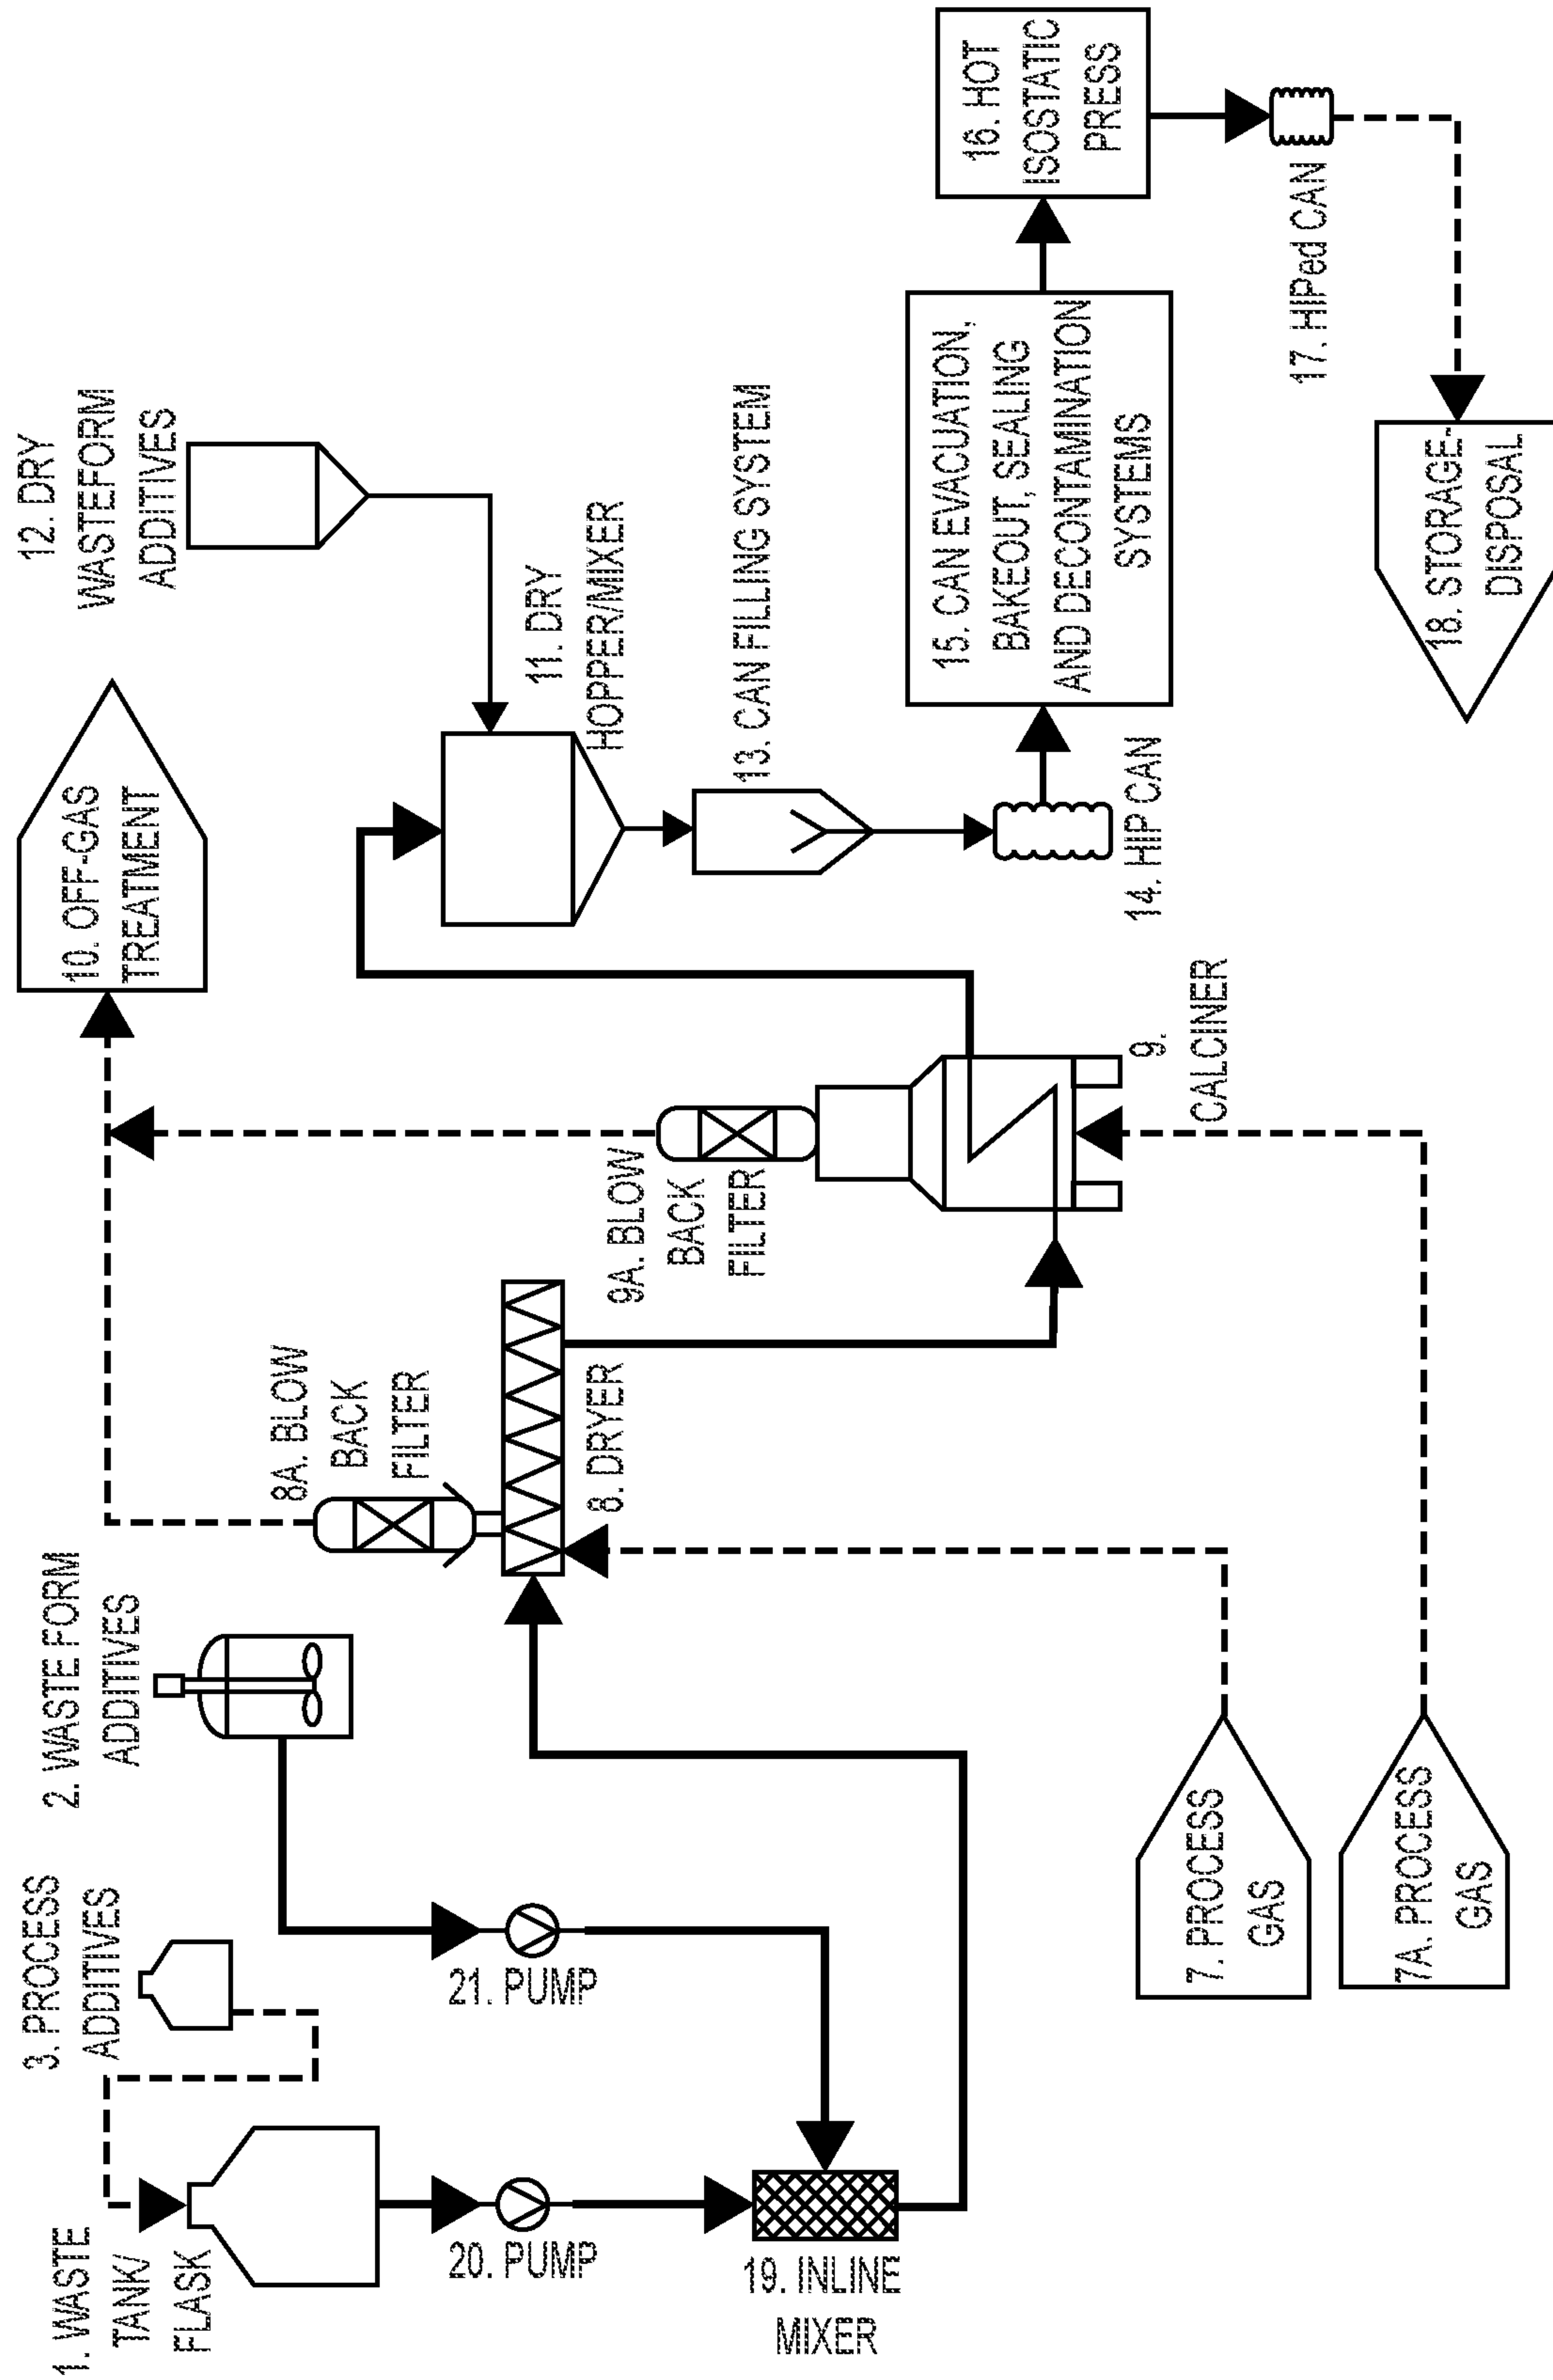 1. WASTE
TANK/
FLASK
3. PROCESS
ADDITIVES
2. WASTE FORM
ADDITIVES
20. PUMP
21. PUMP
19. INLINE
MIXER
8A. BLOW
BACK
FILTER
8. DRYER
7. PROCESS
GAS
7A. PROCESS
GAS
9A. BLOW
BACK
FILTER
9.
CALCINER
10. OFF-GAS
TREATMENT
12. DRY
WASTEFORM
ADDITIVES
11. DRY
HOPPER/MIXER
13. CAN FILLING SYSTEM
14. HIP CAN
15. CAN EVACUATION,
BAKEOUT, SEALING
AND DECONTAMINATION
SYSTEMS
16. HOT
ISOSTATIC
PRESS
17. HIPed CAN
18. STORAGE-
DISPOSAL